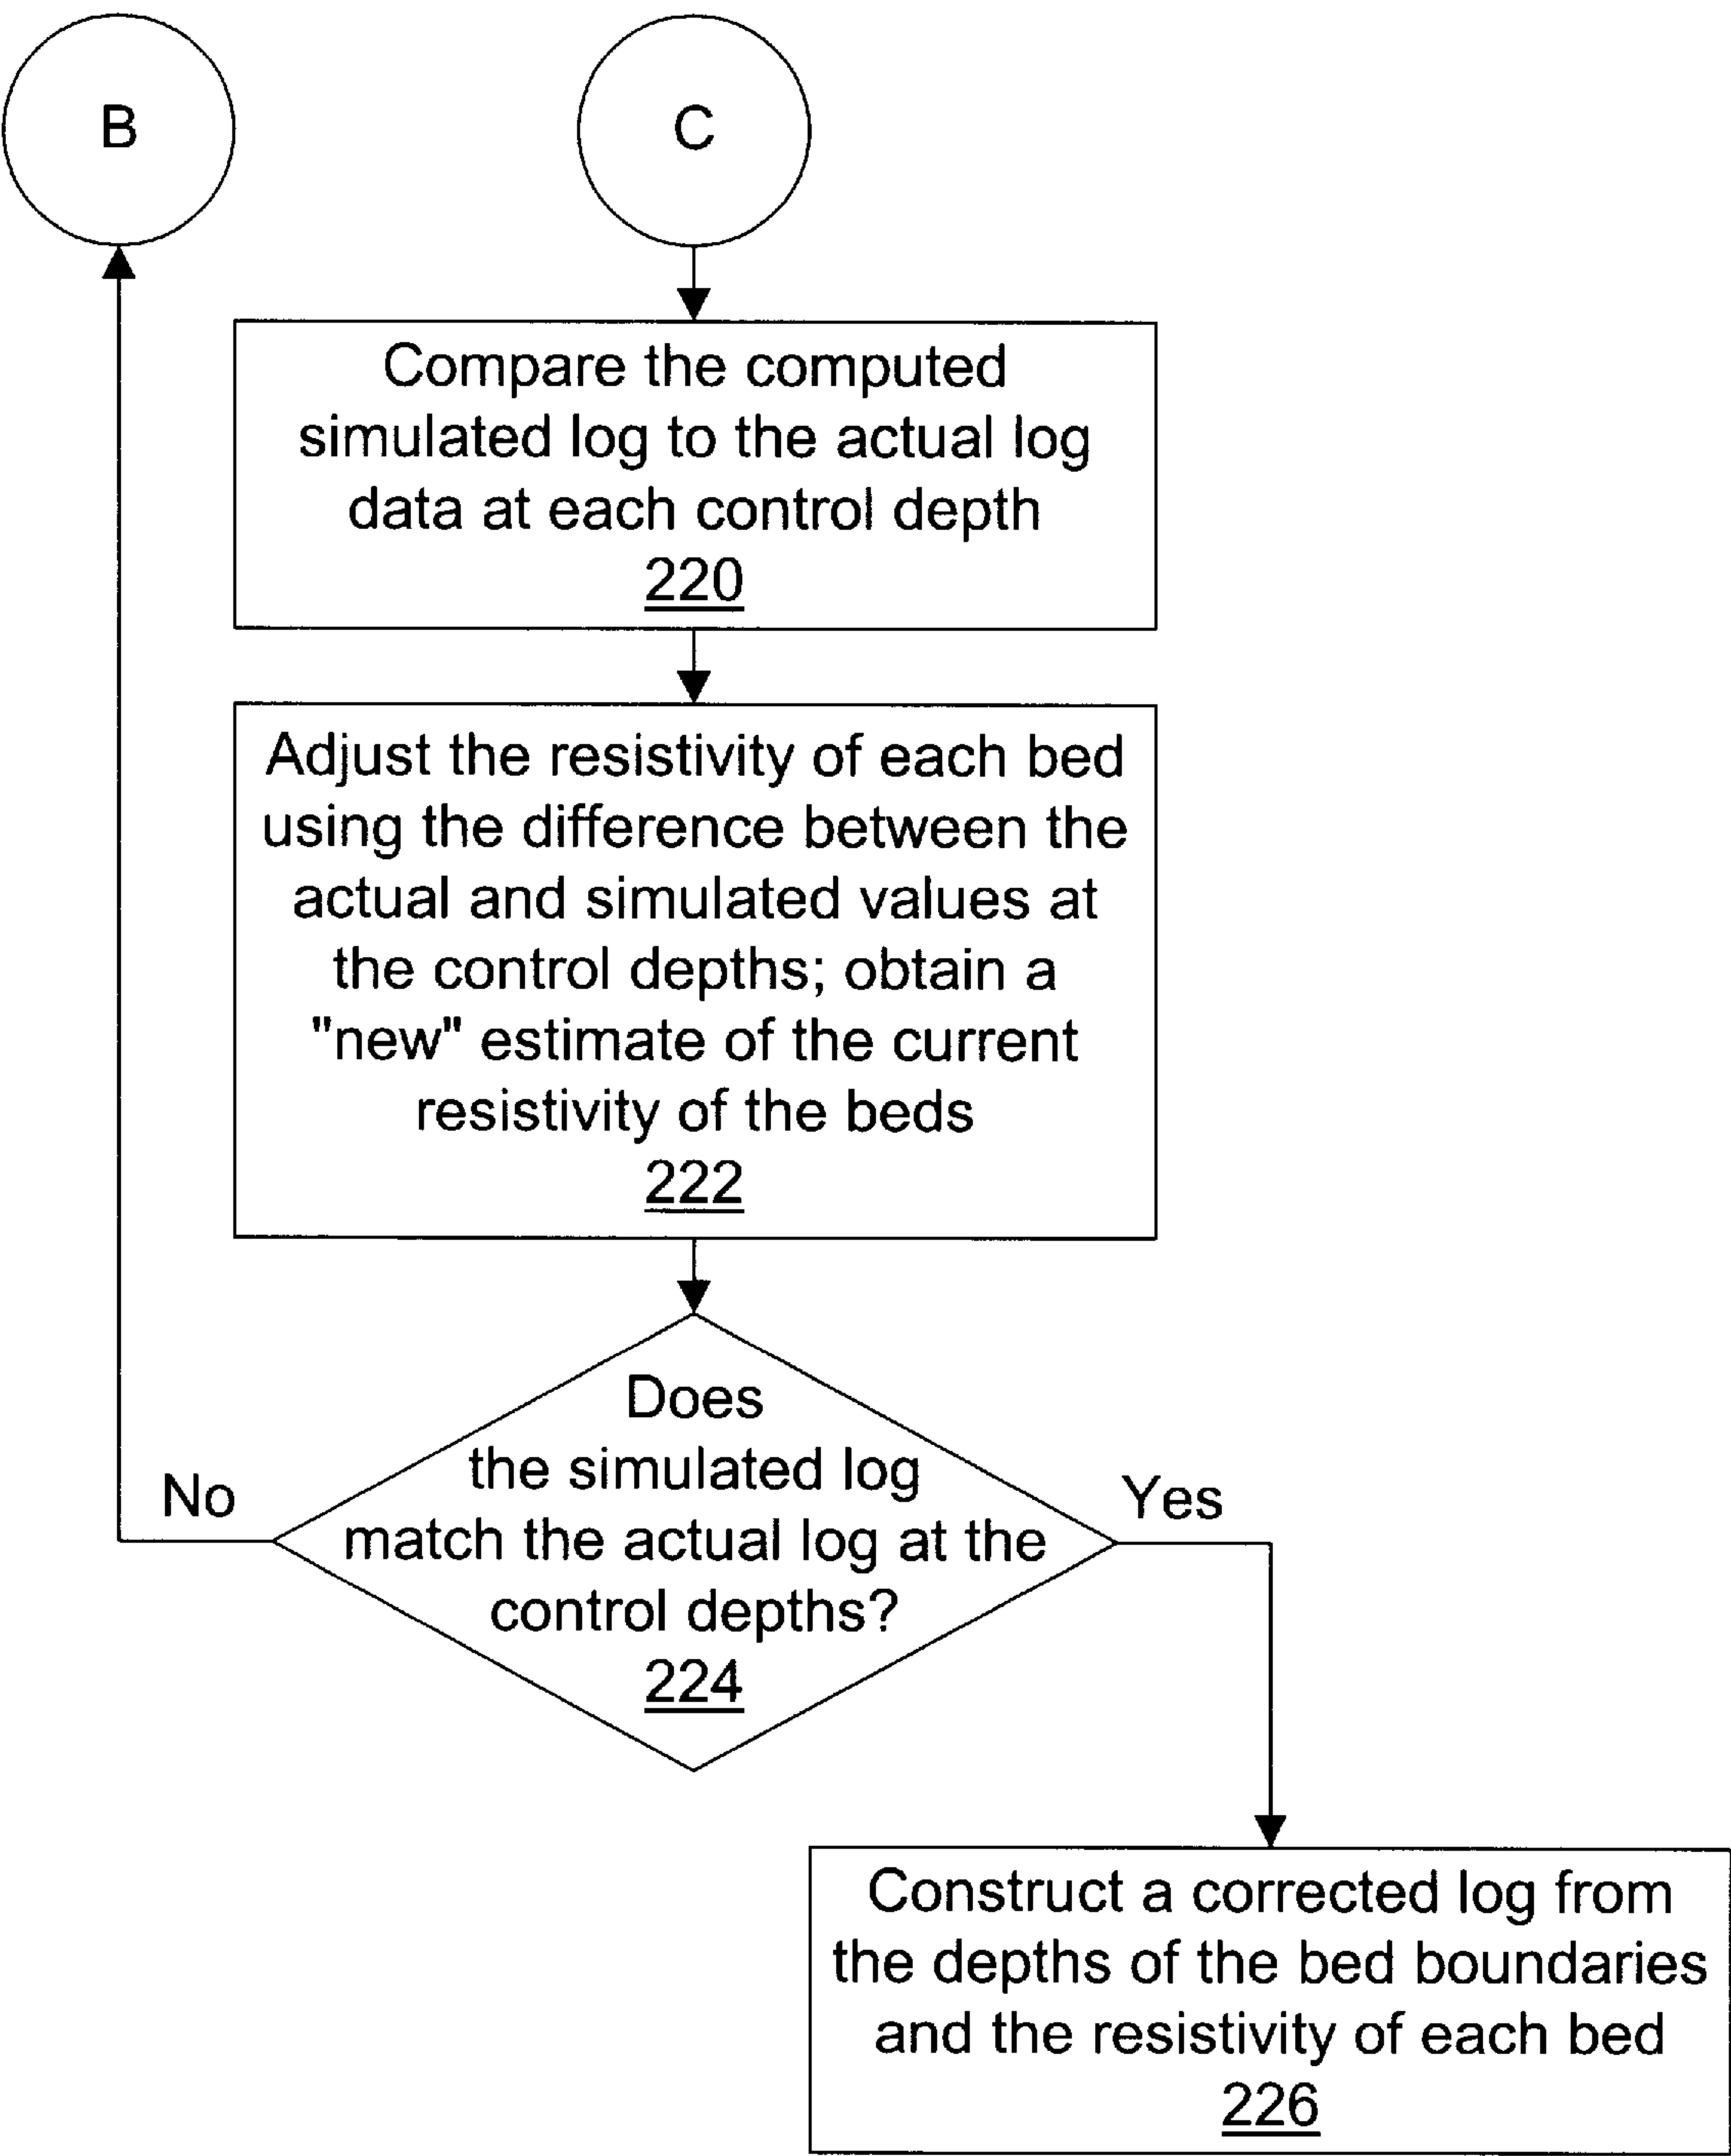 B
C
Compare the computed
simulated log to the actual log
data at each control depth
220
Adjust the resistivity of each bed
using the difference between the
actual and simulated values at
the control depths; obtain a
"new" estimate of the current
resistivity of the beds
222
Does
the simulated log
match the actual log at the
control depths?
224
No
Yes
Construct a corrected log from
the depths of the bed boundaries
and the resistivity of each bed
226